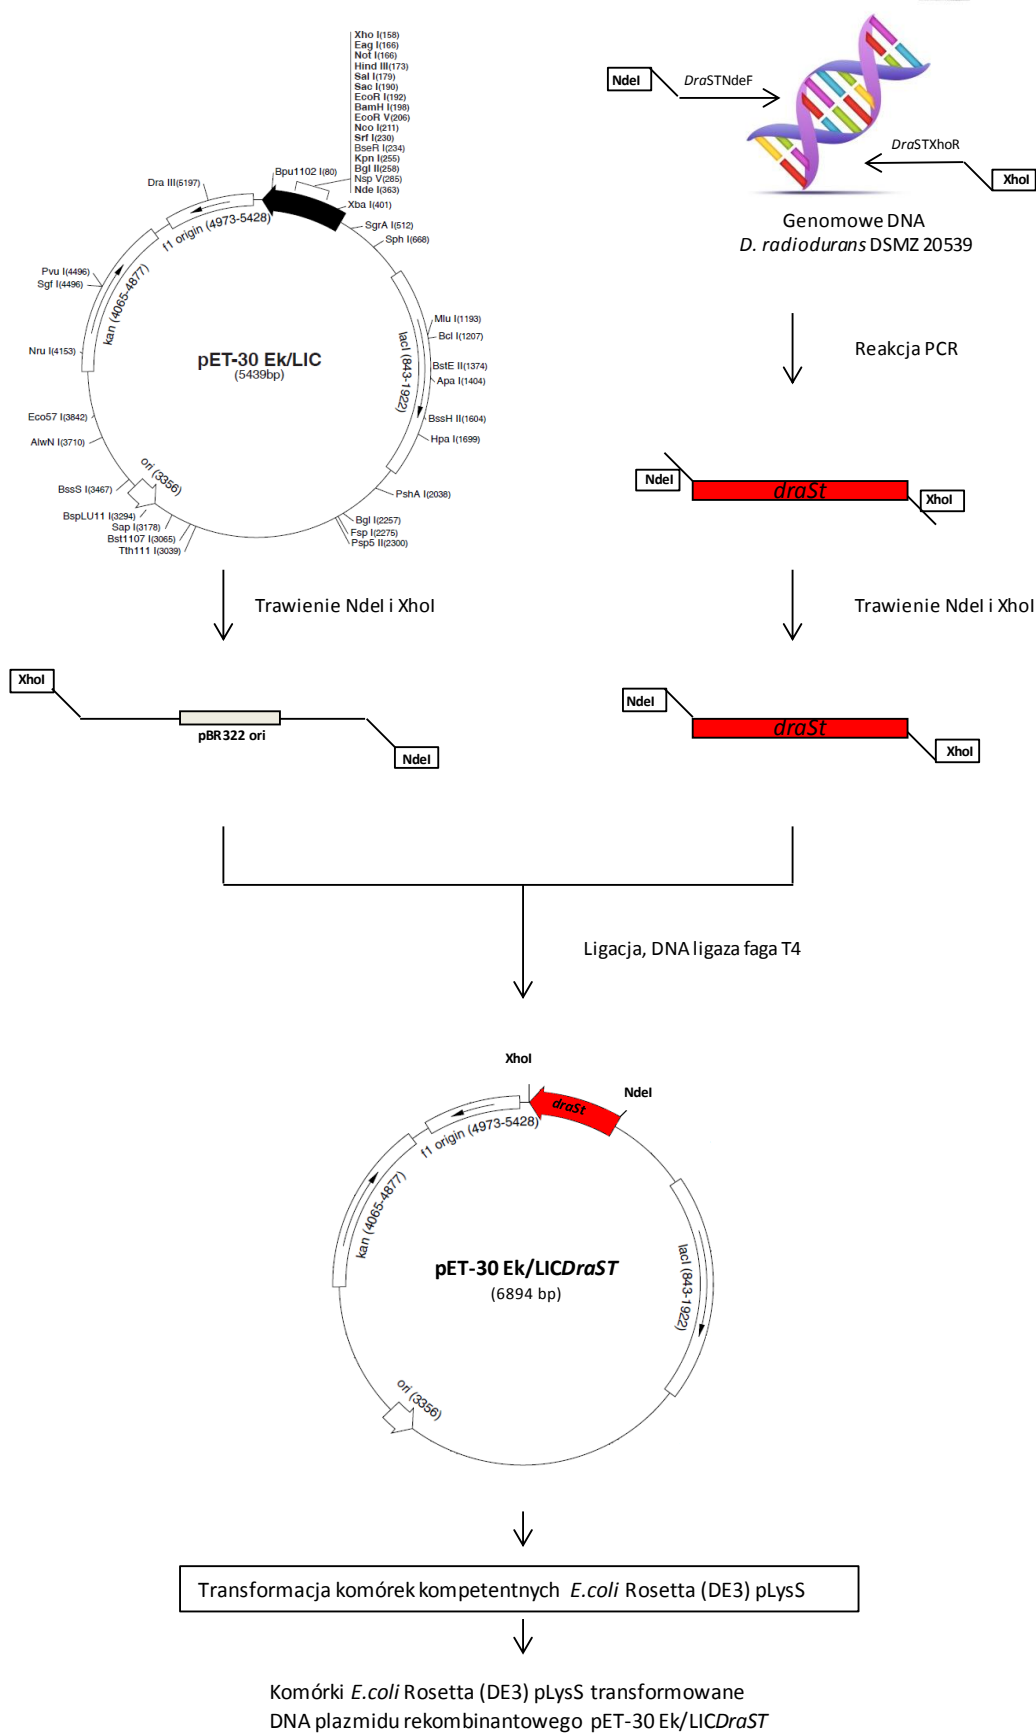 Xho I(158)
Eag I(166)
Not I(166)
Hind III(173)
Sal I(179)
Sac I(190)
EcoR I(192)
BamH I(198)
EcoR V(206)
Nco I(211)
Srf I(230)
BseR I(234)
Kpn I(255)
Bgl II(258)
Nsp V(285)
Nde I(363)
Bpu1102 I(80)
Dra III(5197)
Xba I(401)
SgrA I(512)
Sph I(668)
f1 origin (4973-5428)
Pvu I(4496)
Sgf I(4496)
kan (4065-4877)
Mlu I(1193)
Bcl I(1207)
Nru I(4153)
pET-30 Ek/LIC
(5439bp)
lacI (843-1922)
BstE II(1374)
Apa I(1404)
Eco57 I(3842)
BssH II(1604)
AlwN I(3710)
Hpa I(1699)
ori (3356)
BssS I(3467)
PshA I(2038)
BspLU11 I(3294)
Sap I(3178)
Bst1107 I(3065)
Tth111 I(3039)
Bgl I(2257)
Fsp I(2275)
Psp5 II(2300)
NdeI
DraSTNdeF
DraSTXhoR
XhoI
Genomowe DNA
D. radiodurans DSMZ 20539
Reakcja PCR
NdeI
draSt
XhoI
Trawienie NdeI i XhoI
Trawienie NdeI i XhoI
XhoI
pBR322 ori
NdeI
NdeI
draSt
XhoI
Ligacja, DNA ligaza faga T4
XhoI
NdeI
draSt
f1 origin (4973-5428)
kan (4065-4877)
lacI (843-1922)
pET-30 Ek/LICDraST
(6894 bp)
ori (3356)
Transformacja komórek kompetentnych E.coli Rosetta (DE3) pLysS
Komórki E.coli Rosetta (DE3) pLysS transformowane
DNA plazmidu rekombinantowego pET-30 Ek/LICDraST